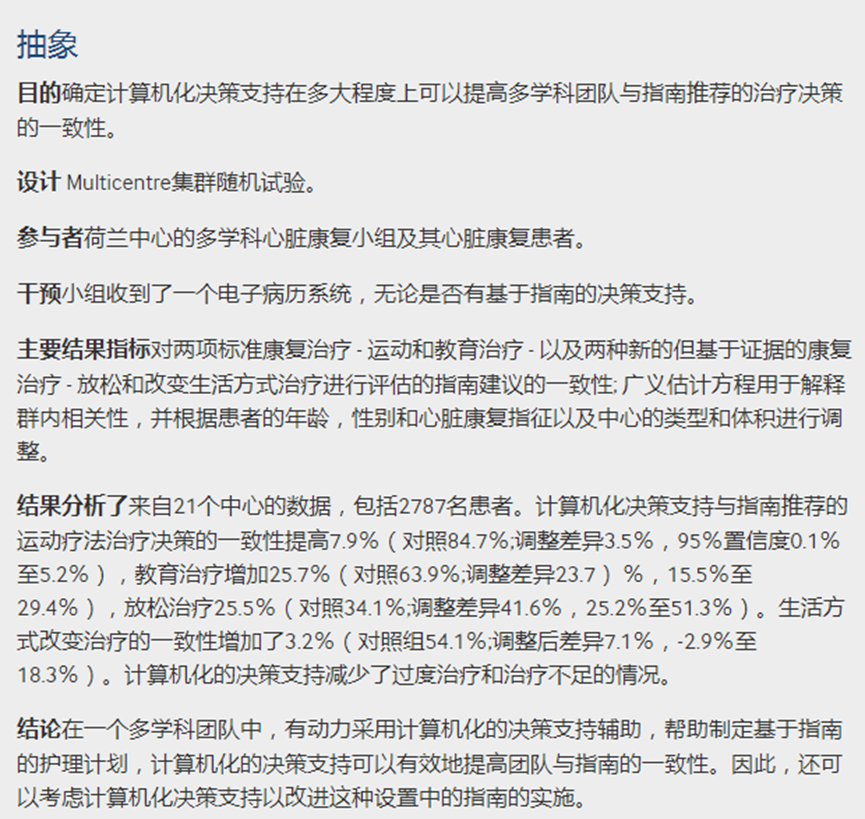 抽象
目的确定计算机化决策支持在多大程度上可以提高多学科团队与指南推荐的治疗决策
的一致性。
设计 Multicentre集群随机试验。
参与者荷兰中心的多学科心脏康复小组及其心脏康复患者。
干预小组收到了一个电子病历系统，无论是否有基于指南的决策支持。
主要结果指标对两项标准康复治疗 - 运动和教育治疗 - 以及两种新的但基于证据的康复
治疗 - 放松和改变生活方式治疗进行评估的指南建议的一致性; 广义估计方程用于解释
群内相关性，并根据患者的年龄，性别和心脏康复指征以及中心的类型和体积进行调
整。
结果分析了来自21个中心的数据，包括2787名患者。计算机化决策支持与指南推荐的
运动疗法治疗决策的一致性提高7.9%（对照84.7%;调整差异3.5%，95%置信度0.1%
至5.2%），教育治疗增加25.7%（对照63.9%;调整差异23.7）%，15.5%至
29.4%），放松治疗25.5%（对照34.1%;调整差异41.6%，25.2%至51.3%）。生活方
式改变治疗的一致性增加了3.2%（对照组54.1%;调整后差异7.1%，-2.9%至
18.3%）。计算机化的决策支持减少了过度治疗和治疗不足的情况。
结论在一个多学科团队中，有动力采用计算机化的决策支持辅助，帮助制定基于指南
的护理计划，计算机化的决策支持可以有效地提高团队与指南的一致性。因此，还可
以考虑计算机化决策支持以改进这种设置中的指南的实施。